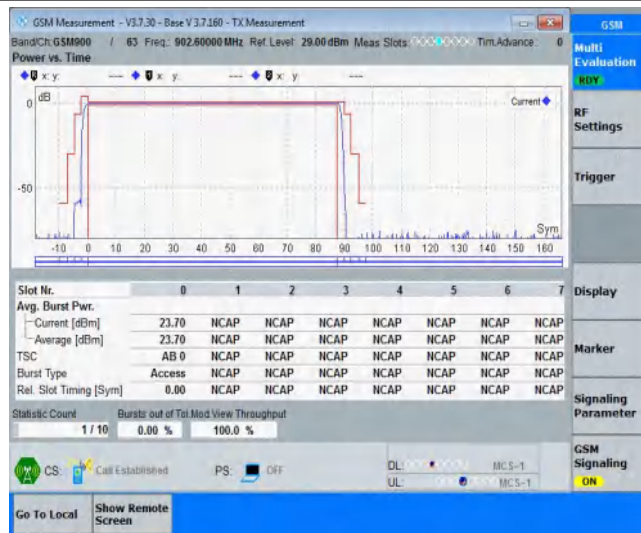 GSM Measurement - V3.7.30 - Base V 3.7.160 - TX Measurement
GSM
Band/Ch: GSM900 / 63 Freq.: 902.60000 MHz Ref. Level: 29.00 dBm Meas Slots: Tim.Advance: 0
Power vs. Time
x: y: --- x y: --- x y ---
Multi Evaluation
RDY
RF Settings
Trigger
Display
Marker
Signaling Parameter
GSM Signaling
ON
dB
Current
0
-50
Sym
-10 0 10 20 30 40 50 60 70 80 90 100 110 120 130 140 150 160
Slot Nr. 0 1 2 3 4 5 6 7
Avg. Burst Pwr.
Current [dBm] 23.70 NCAP NCAP NCAP NCAP NCAP NCAP NCAP
Average [dBm] 23.70 NCAP NCAP NCAP NCAP NCAP NCAP NCAP
TSC AB 0 NCAP NCAP NCAP NCAP NCAP NCAP NCAP
Burst Type Access NCAP NCAP NCAP NCAP NCAP NCAP NCAP
Rel. Slot Timing [Sym] 0.00 NCAP NCAP NCAP NCAP NCAP NCAP NCAP
Statistic Count Bursts out of Tol. Mod.View Throughput
1 / 10 0.00 % 100.0 %
CS: Call Established PS: OFF
DL: MCS-1
UL: MCS-1
Go To Local
Show Remote Screen